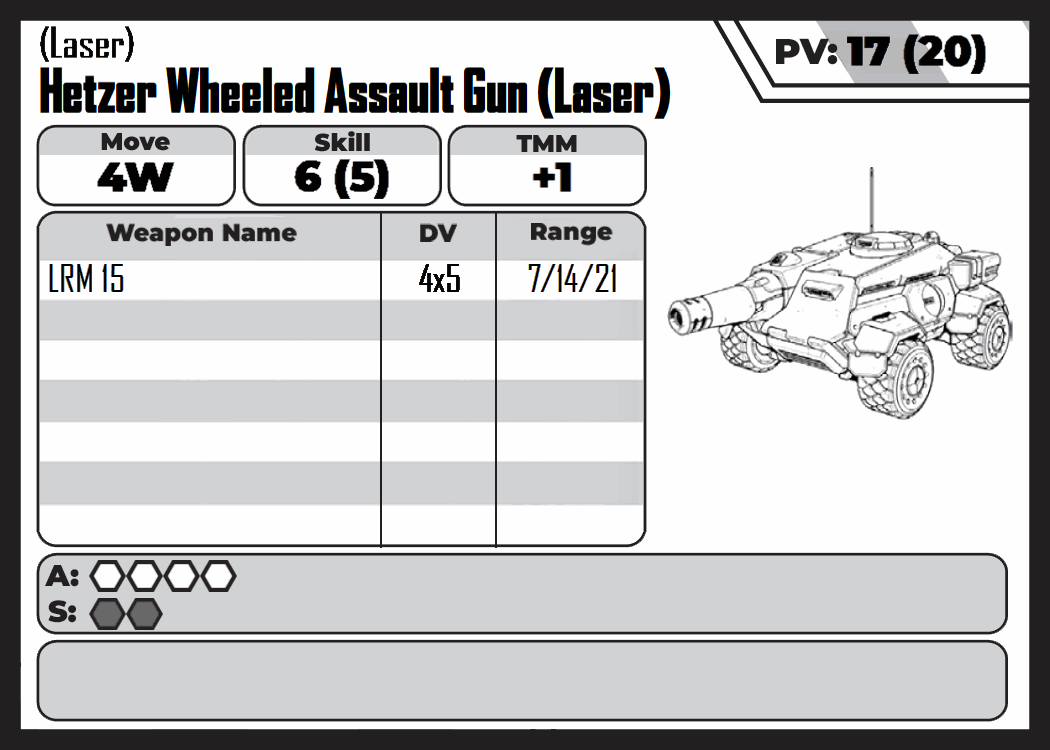 (Laser)
PV: 17 (20)
Hetzer Wheeled Assault Gun (Laser)
Move Skill TMM
4W 6 (5) +1
Weapon Name DV Range
LRM 15 4x5 7/14/21
A:
S: